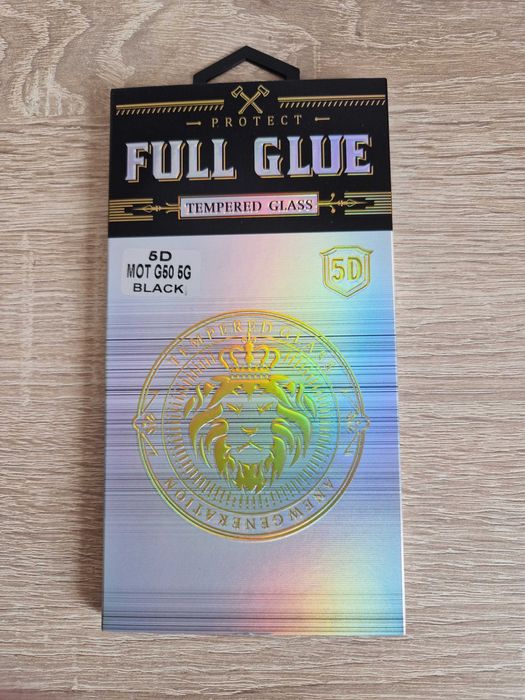 PROTECT
FULL GLUE
TEMPERED GLASS
5D
MOT G50 5G
BLACK
5D
TEMPERED GLASS
A NEW GENERATION